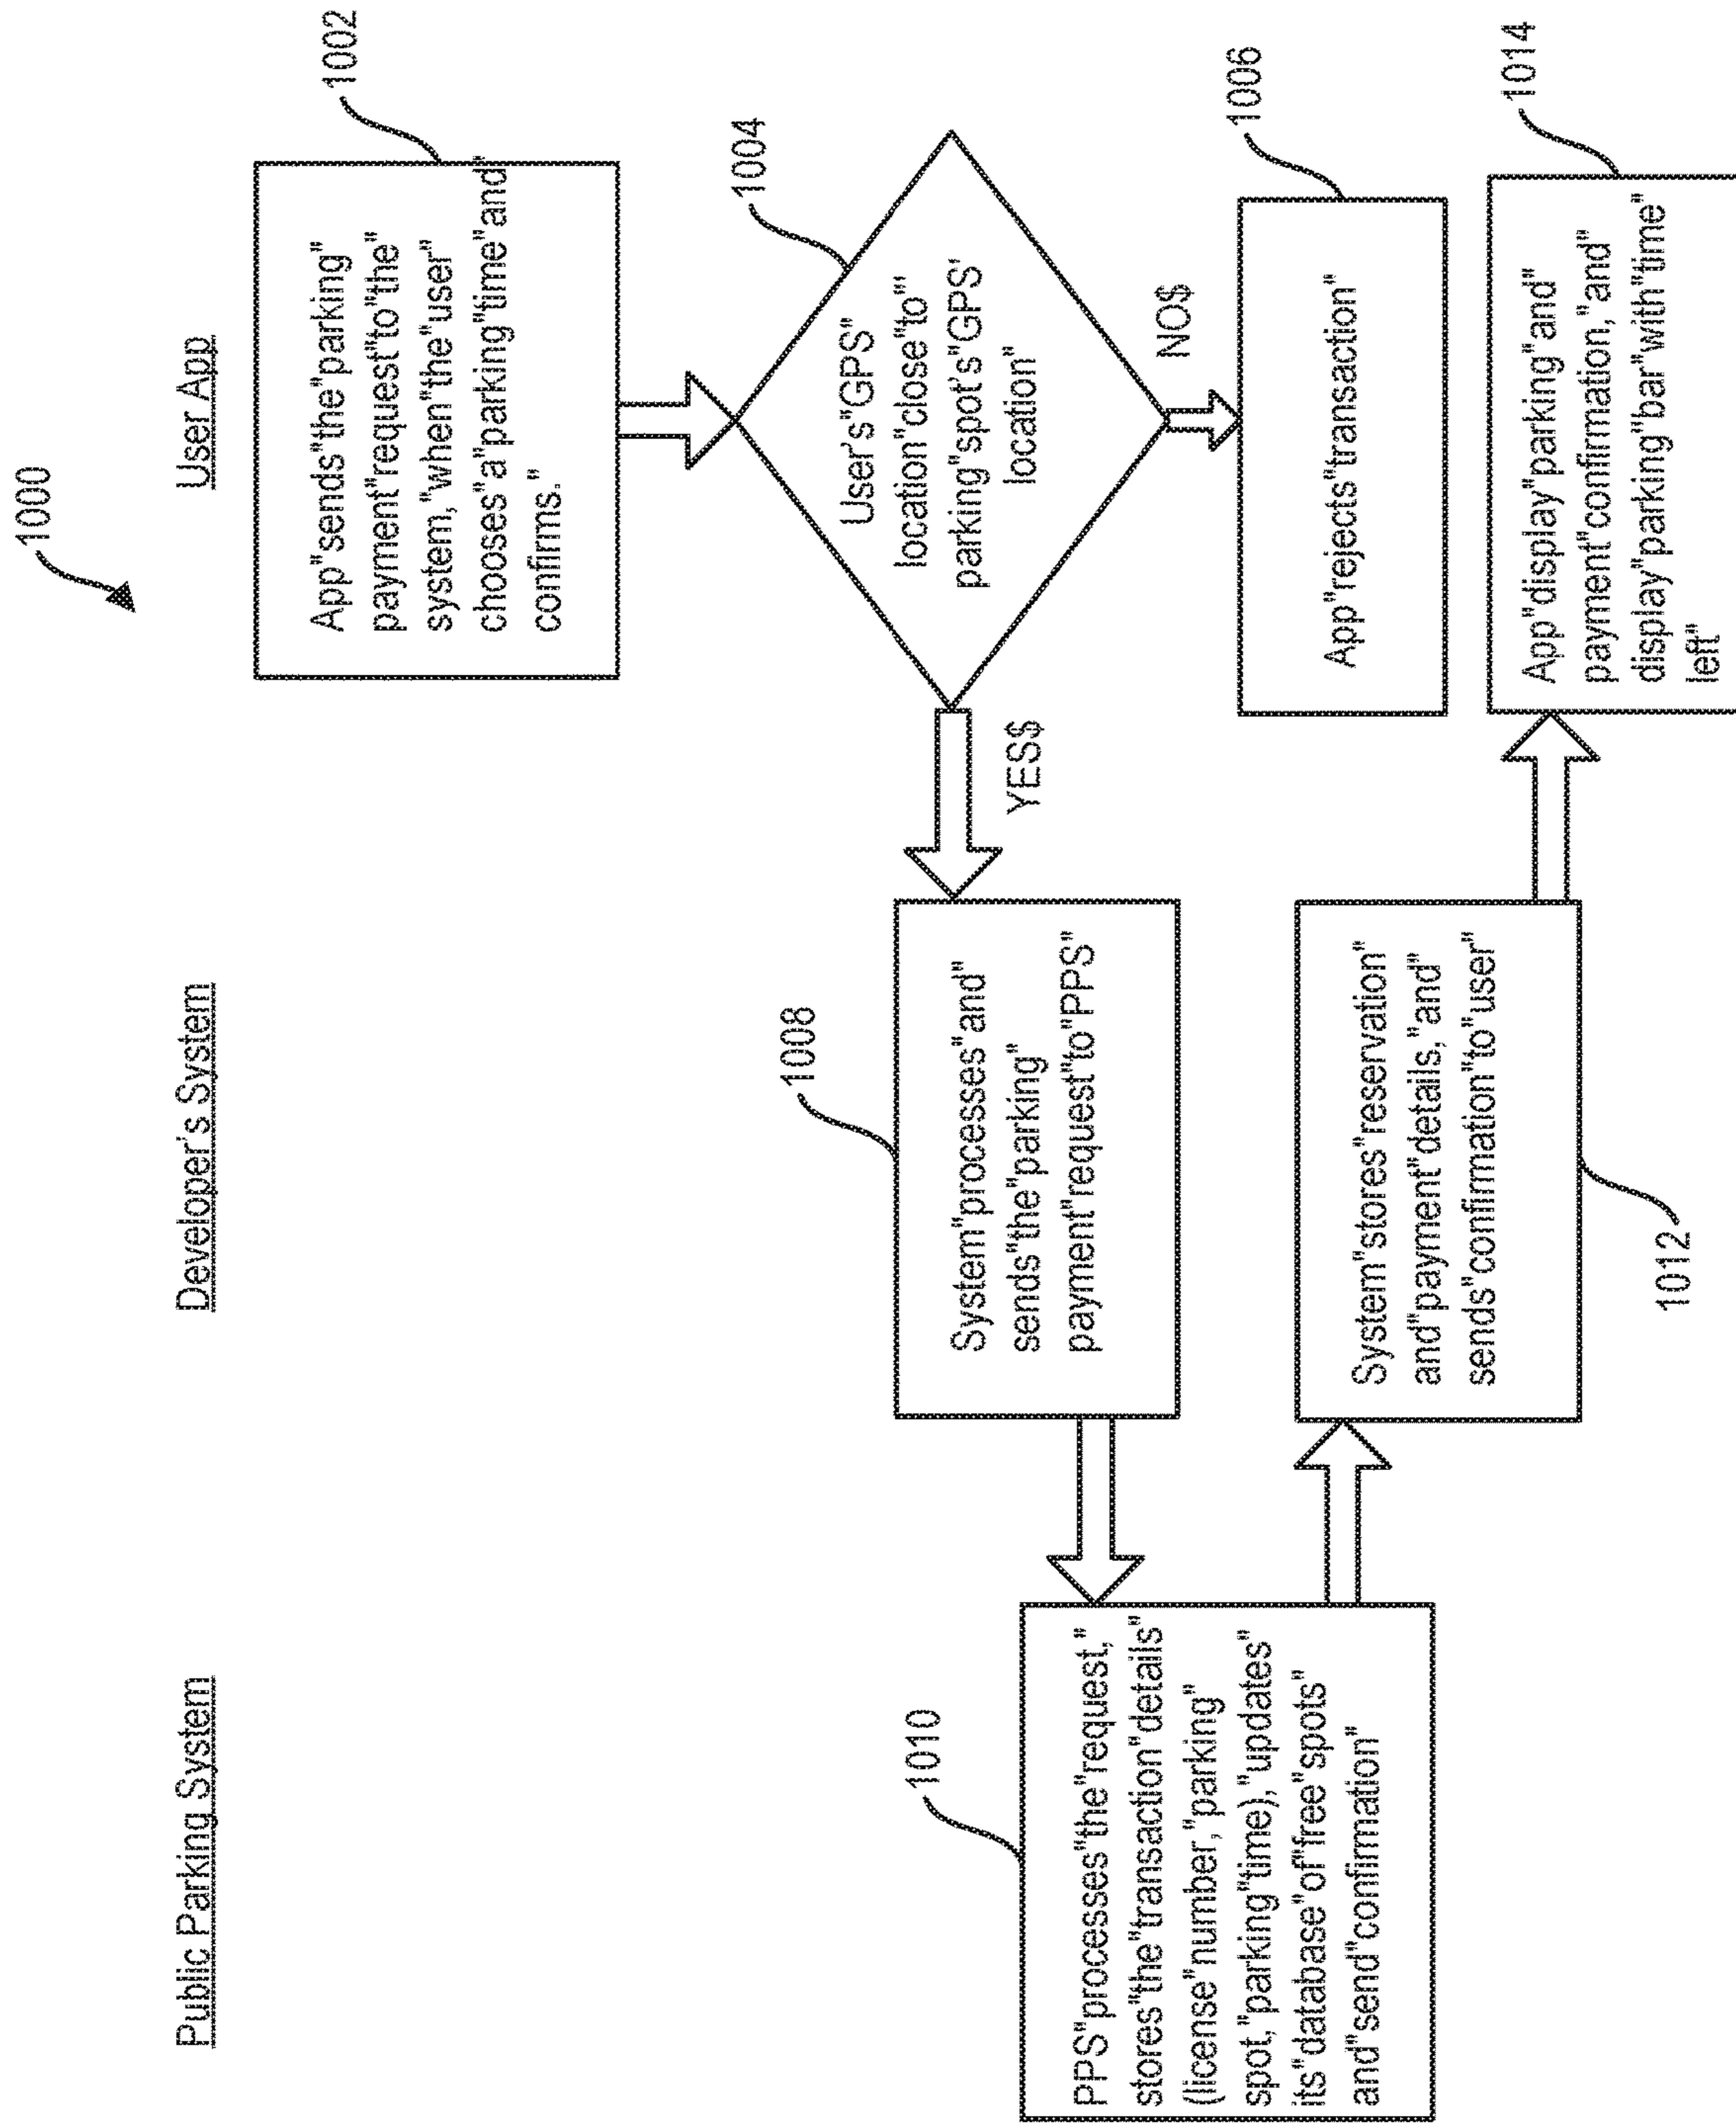 1000
Public Parking System
Developer's System
User App
1002
App"sends"the"parking"
payment"request"to"the"
system,"when"the"user"
chooses"a"parking"time"and"
confirms."
1004
User's"GPS"
location"close"to"'
parking"spot's"GPS'
location"
YES$
NO$
1006
App"rejects"transaction"
1008
System"processes"and"
sends"the"parking"
payment"request"to"PPS"
1010
PPS"processes"the"request,"
stores"the"transaction"details"
(license"number,"parking"
spot,"parking"time),"updates"
its"database"of"free"spots"
and"send"confirmation"
1012
System"stores"reservation"
and"payment"details,"and"
sends"confirmation"to"user"
1014
App"display"parking"and"
payment"confirmation,"and"
display"parking"bar"with"time"
left"